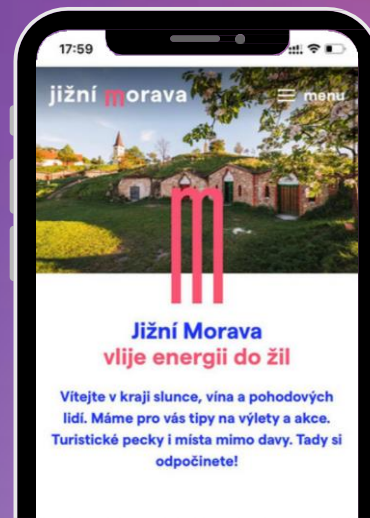 17:59
jižní morava
menu
m
Jižní Morava
vlije energii do žil
Vítejte v kraji slunce, vína a pohodových
lidí. Máme pro vás tipy na výlety a akce.
Turistické pecky i místa mimo davy. Tady si
odpočinete!